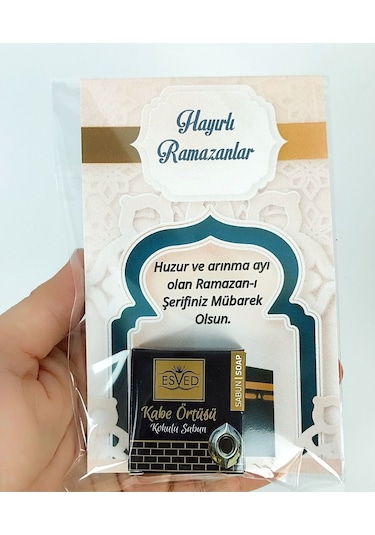 Hayırlı
Ramazanlar
Huzur ve arınma ayı
olan Ramazan-ı
Şerifiniz Mübarek
Olsun.
ESVED
Kabe Örtüsü
Kokulu Sabun
SABUN | SOAP